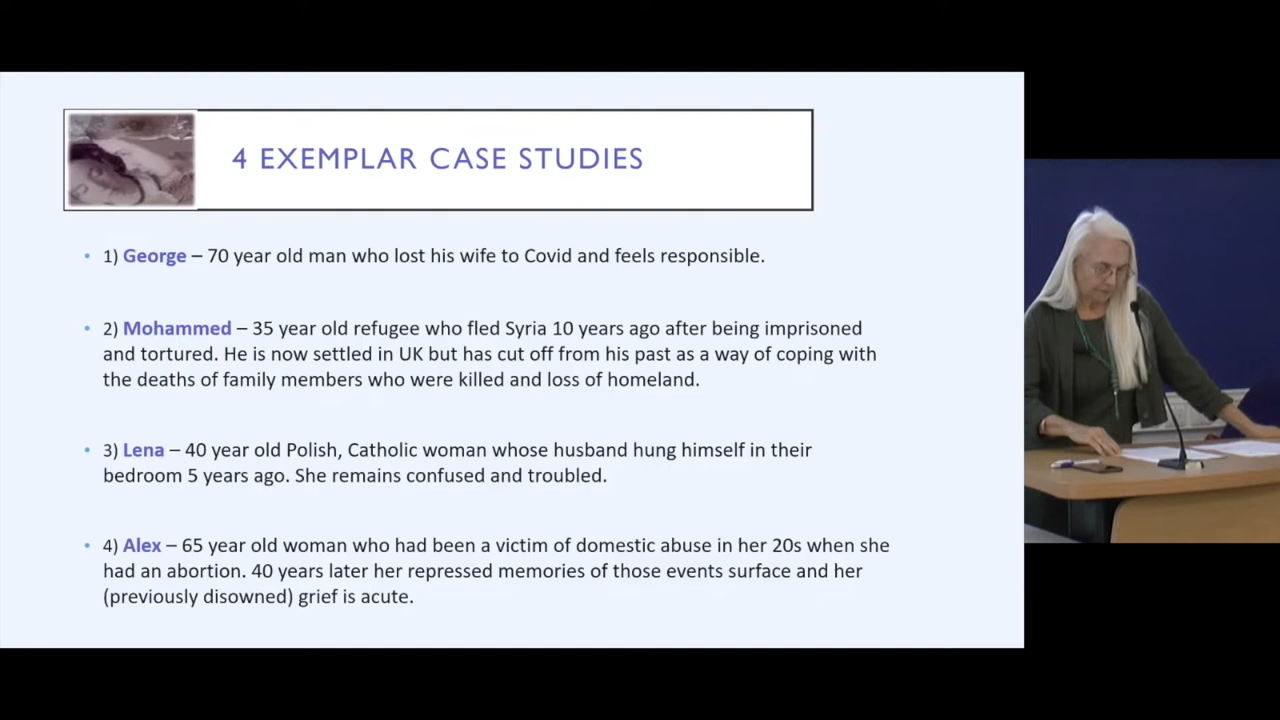 4 EXEMPLAR CASE STUDIES
• 1) George – 70 year old man who lost his wife to Covid and feels responsible.
• 2) Mohammed – 35 year old refugee who fled Syria 10 years ago after being imprisoned
and tortured. He is now settled in UK but has cut off from his past as a way of coping with
the deaths of family members who were killed and loss of homeland.
• 3) Lena – 40 year old Polish, Catholic woman whose husband hung himself in their
bedroom 5 years ago. She remains confused and troubled.
• 4) Alex – 65 year old woman who had been a victim of domestic abuse in her 20s when she
had an abortion. 40 years later her repressed memories of those events surface and her
(previously disowned) grief is acute.